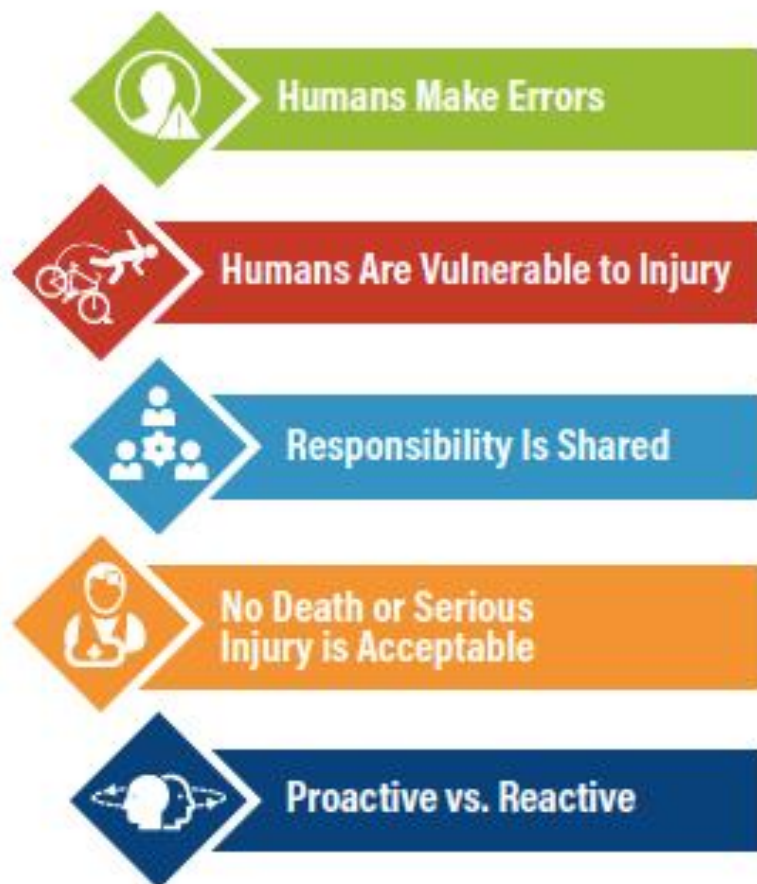 Humans Make Errors
Humans Are Vulnerable to Injury
Responsibility Is Shared
No Death or Serious
Injury is Acceptable
Proactive vs. Reactive